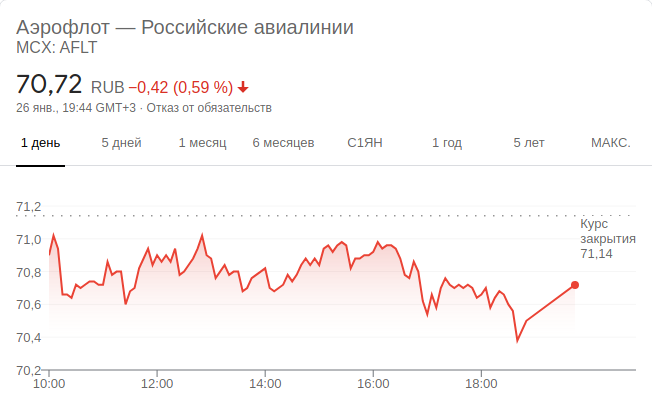 Аэрофлот — Российские авиалинии
MCX: AFLT
70,72 RUB −0,42 (0,59 %)
26 янв., 19:44 GMT+3 · Отказ от обязательств
1 день 5 дней 1 месяц 6 месяцев С1ЯН 1 год 5 лет МАКС.
71,2
Курс
закрытия
71,14
71,0
70,8
70,6
70,4
70,2
10:00 12:00 14:00 16:00 18:00